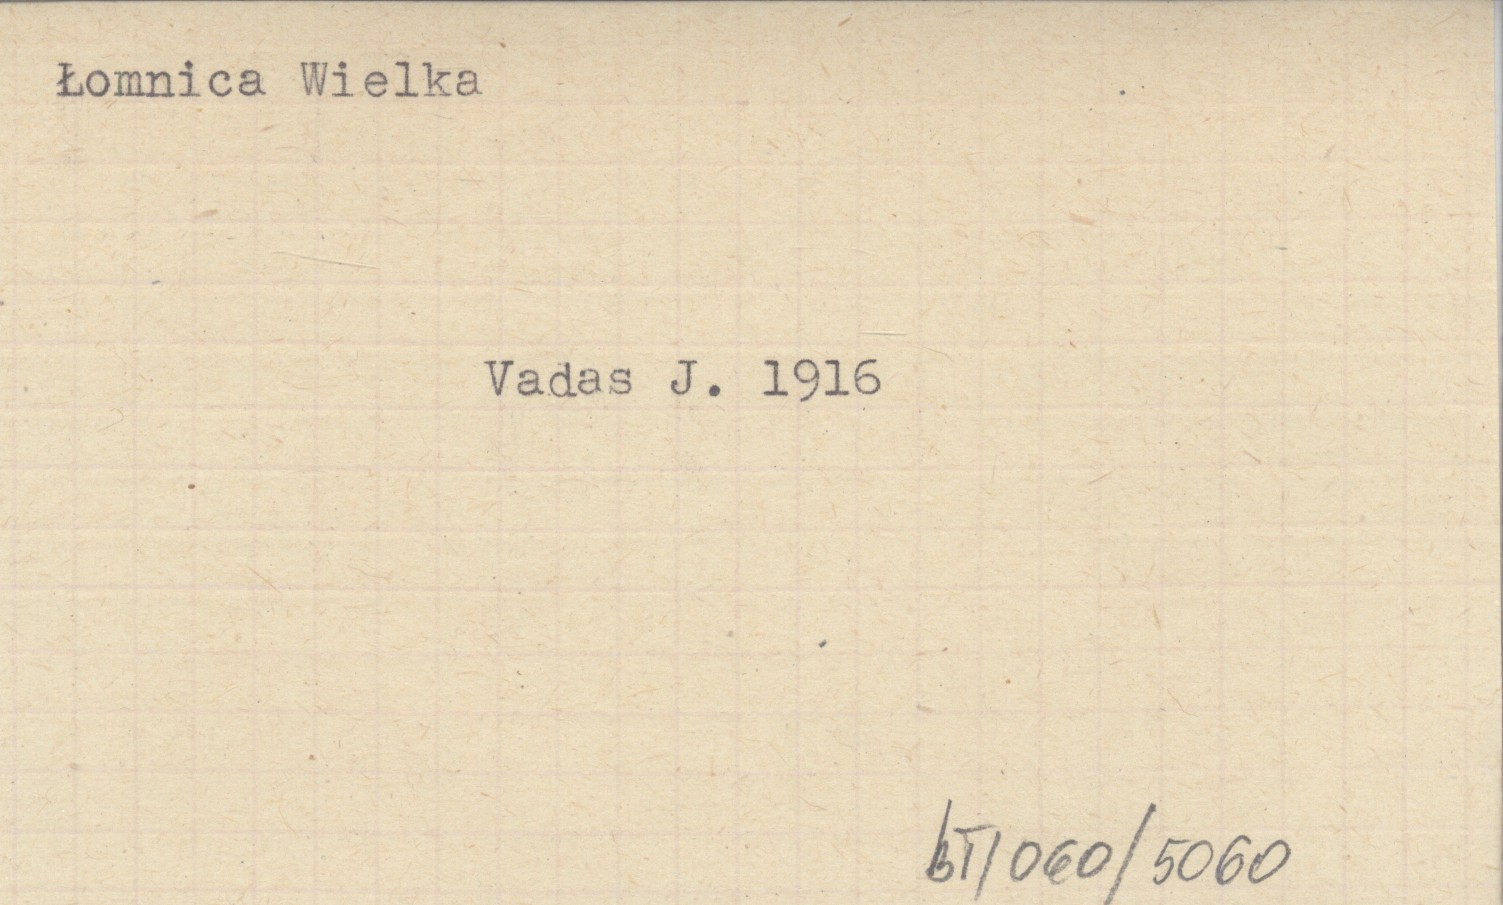 Łomnica Wielka
Vadas J. 1916
bT/060/5060